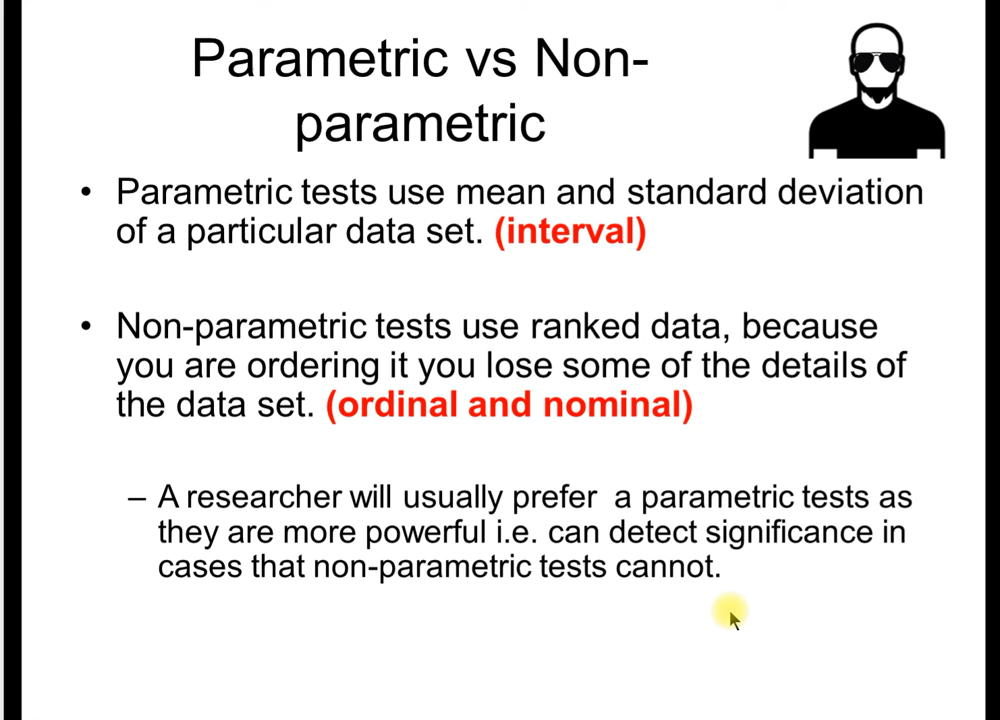 Parametric vs Non-
parametric
• Parametric tests use mean and standard deviation
of a particular data set. (interval)
• Non-parametric tests use ranked data, because
you are ordering it you lose some of the details of
the data set. (ordinal and nominal)
– A researcher will usually prefer a parametric tests as
they are more powerful i.e. can detect significance in
cases that non-parametric tests cannot.